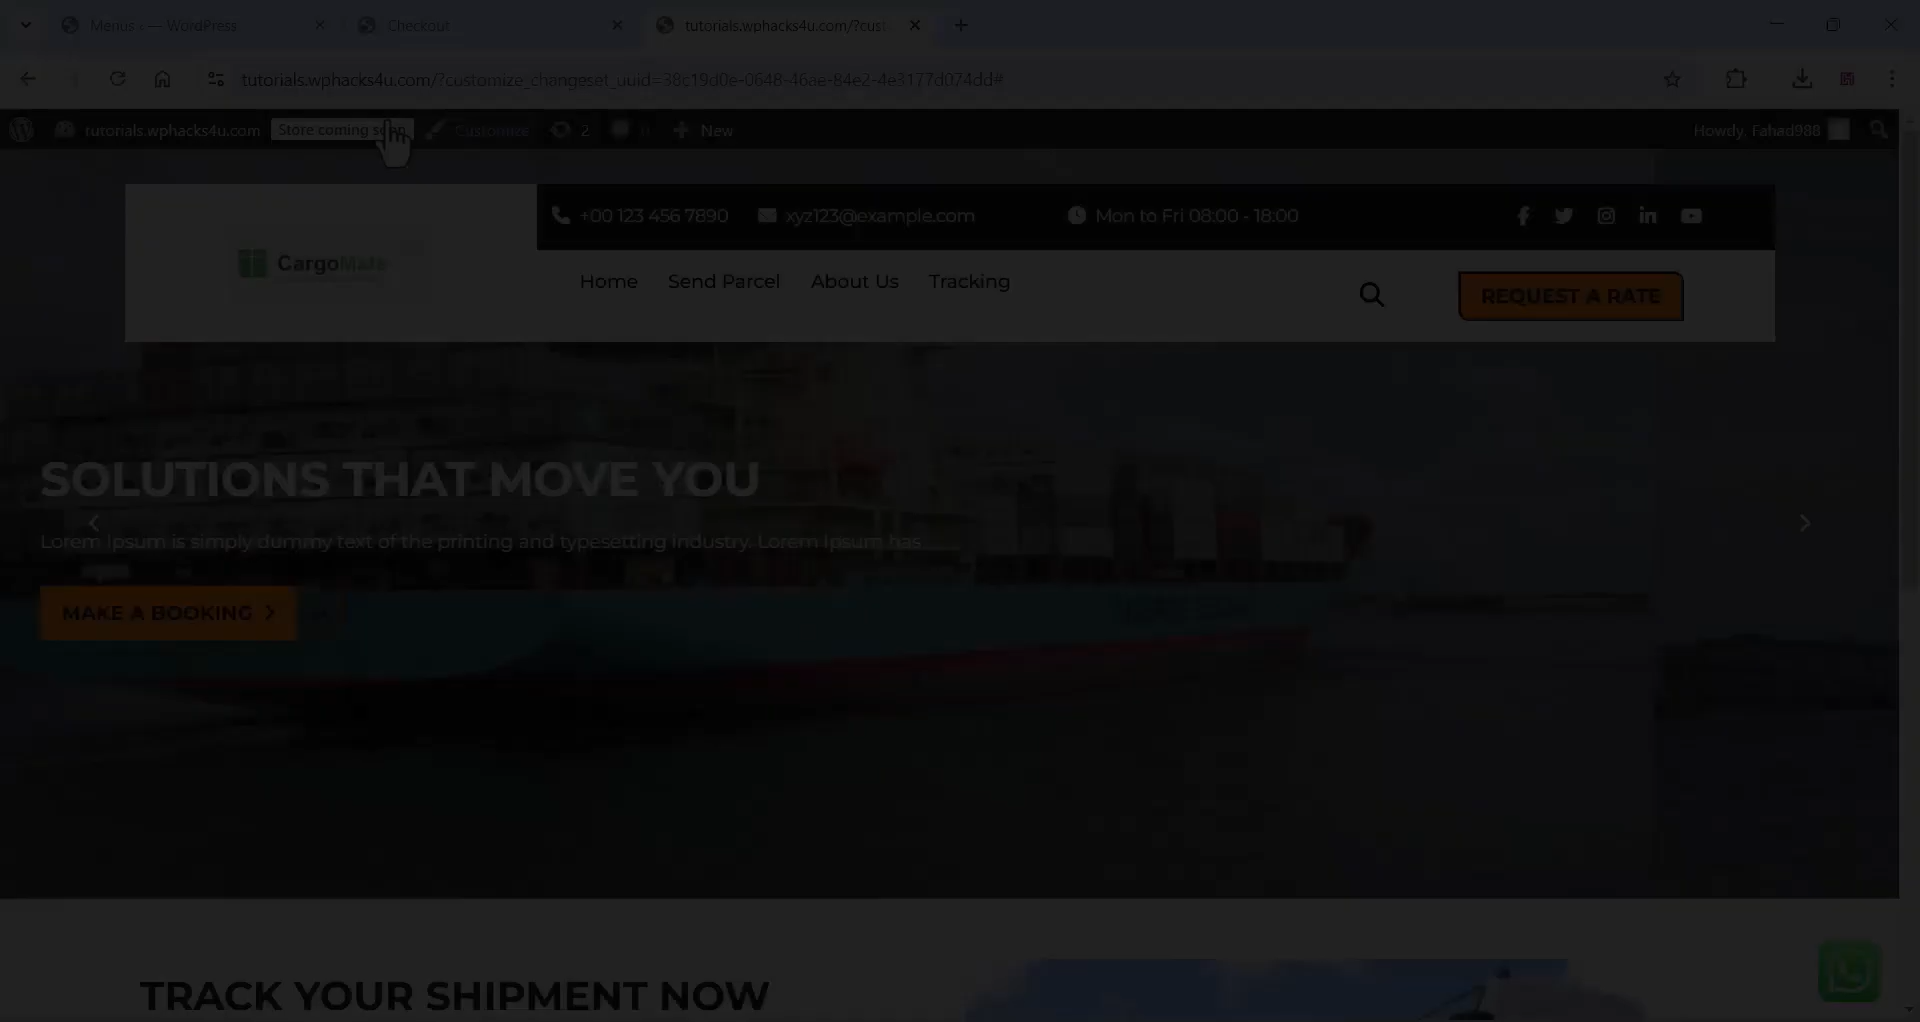 Menus ‹ — WordPress
Checkout
tutorials.wphacks4u.com/?cust
tutorials.wphacks4u.com/?customize_changeset_uuid=38c19d0e-0648-46ae-84e2-4e3177d074dd#
tutorials.wphacks4u.com
Store coming
Customize
2
0
New
Howdy, Fahad988
+00 123 456 7890
xyz123@example.com
Mon to Fri 08:00 - 18:00
CargoMate
Home
Send Parcel
About Us
Tracking
REQUEST A RATE
SOLUTIONS THAT MOVE YOU
Lorem Ipsum is simply dummy text of the printing and typesetting industry. Lorem Ipsum has
MAKE A BOOKING
TRACK YOUR SHIPMENT NOW